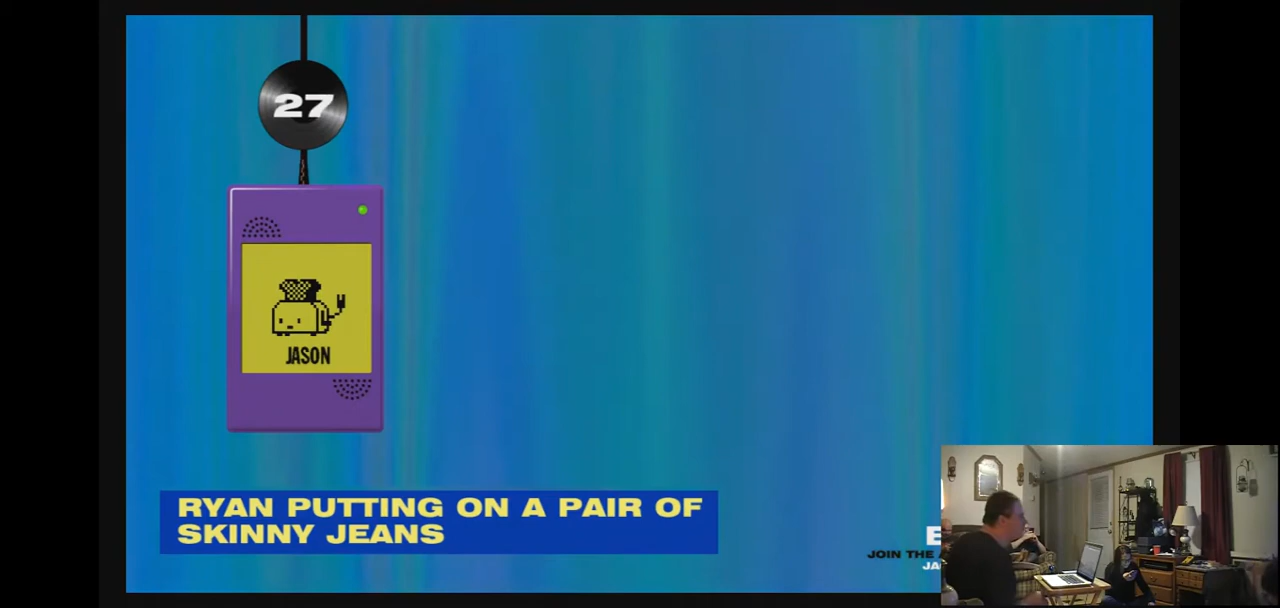 27
JASON
RYAN PUTTING ON A PAIR OF
SKINNY JEANS
JOIN THE